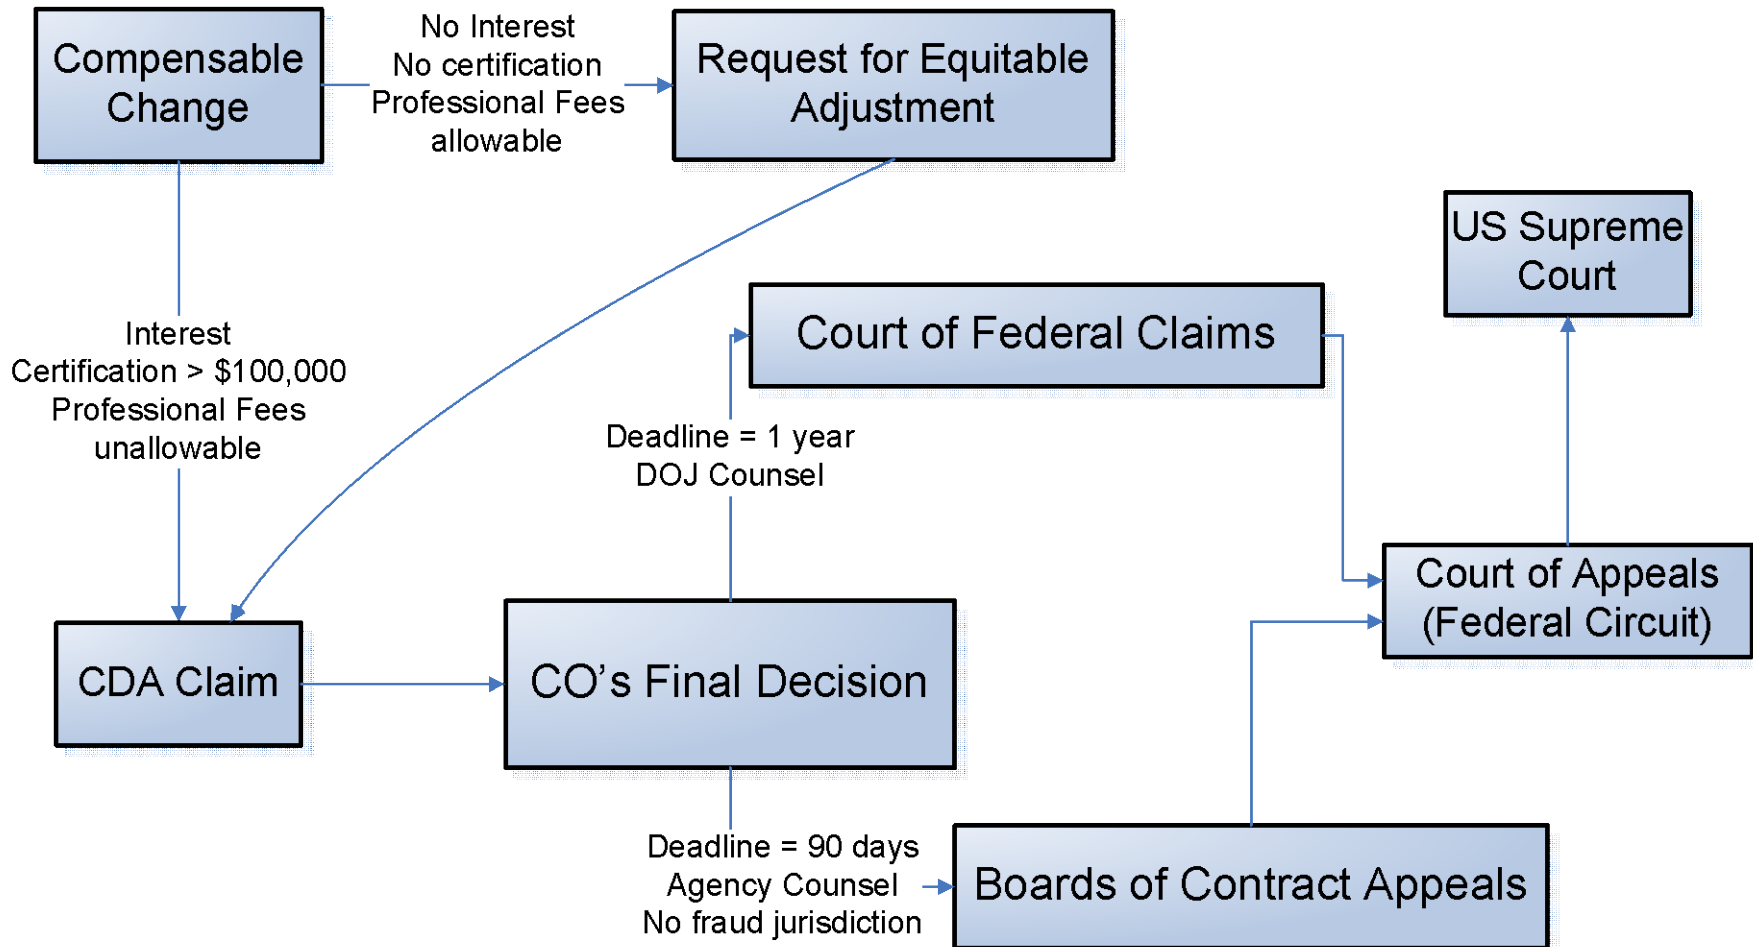 Compensable
Change
No Interest
No certification
Professional Fees
allowable
Request for Equitable
Adjustment
US Supreme
Court
Interest
Certification > $100,000
Professional Fees
unallowable
Court of Federal Claims
Deadline = 1 year
DOJ Counsel
Court of Appeals
(Federal Circuit)
CDA Claim
CO’s Final Decision
Deadline = 90 days
Agency Counsel
No fraud jurisdiction
Boards of Contract Appeals